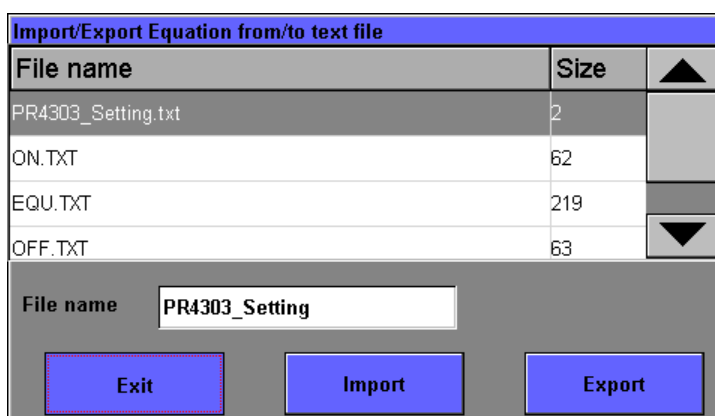 Import/Export Equation from/to text file
File name Size
PR4303_Setting.txt 2
ON.TXT 62
EQU.TXT 219
OFF.TXT 63
File name PR4303_Setting
Exit Import Export